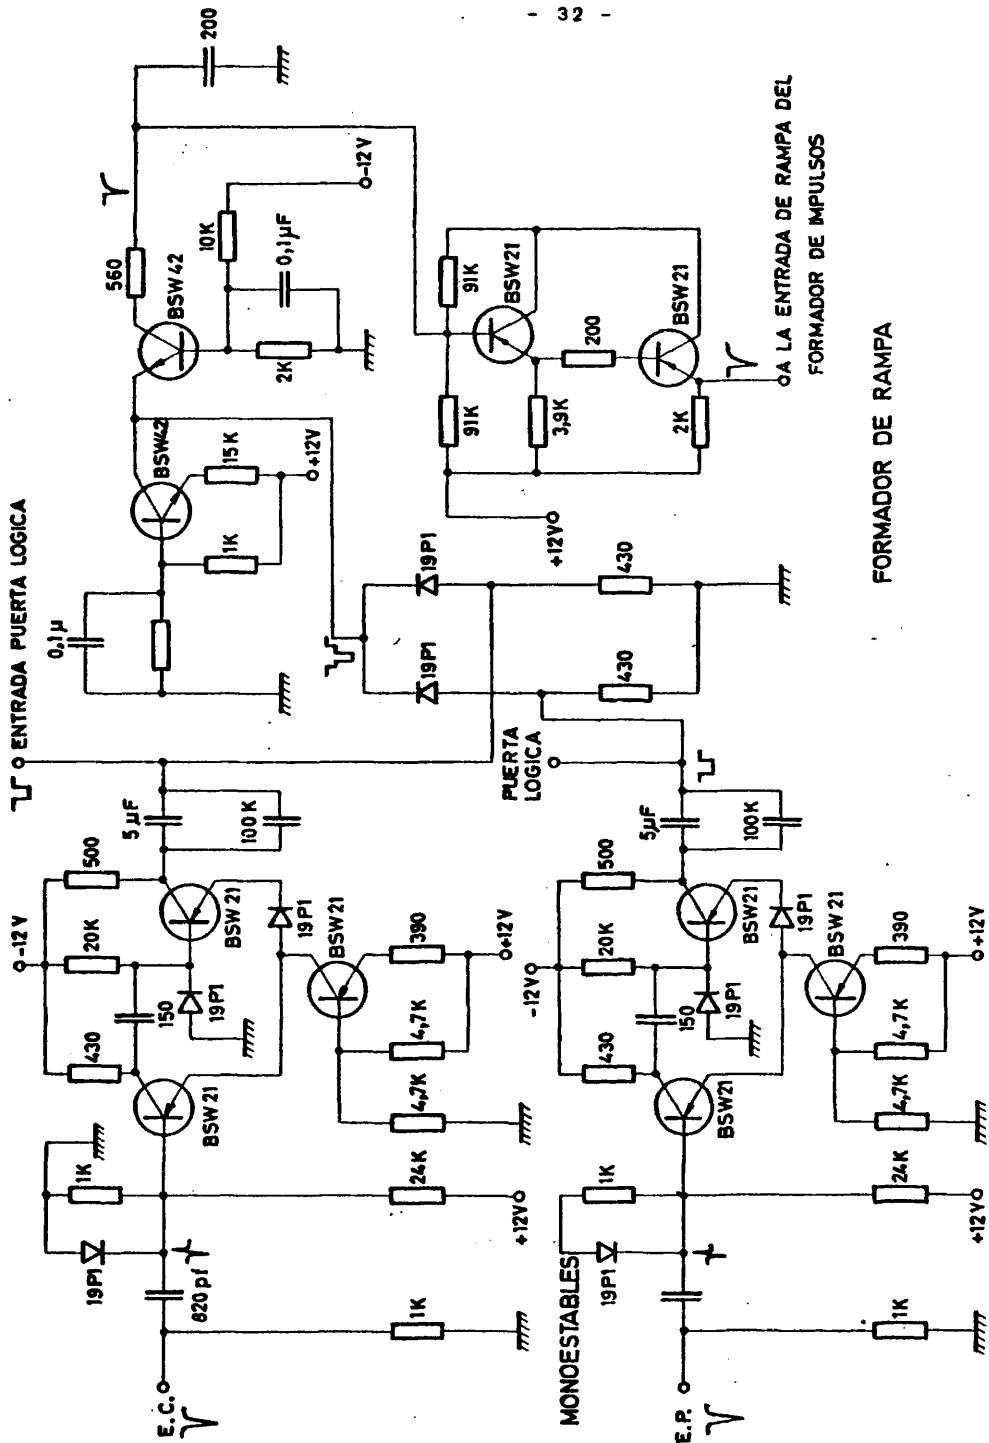 - 32 -
ENTRADA PUERTA LOGICA
-12V
500
20K
430
150
19P1
BSW21
BSW21
5µF
100K
19P1
BSW21
390
4,7K
4,7K
+12V
1K
19P1
820pf
E.C.
24K
+12V
1K
0,1µ
BSW42
15K
1K
+12V
BSW42
560
200
10K
-12V
0,1µF
2K
91K
91K
BSW21
200
3,9K
BSW21
2K
+12V
A LA ENTRADA DE RAMPA DEL
FORMADOR DE IMPULSOS
19P1
19P1
430
430
FORMADOR DE RAMPA
PUERTA
LOGICA
-12V
500
20K
430
150
19P1
BSW21
BSW21
5µF
100K
19P1
BSW21
390
4,7K
4,7K
+12V
1K
19P1
MONOESTABLES
E.P.
24K
+12V
1K